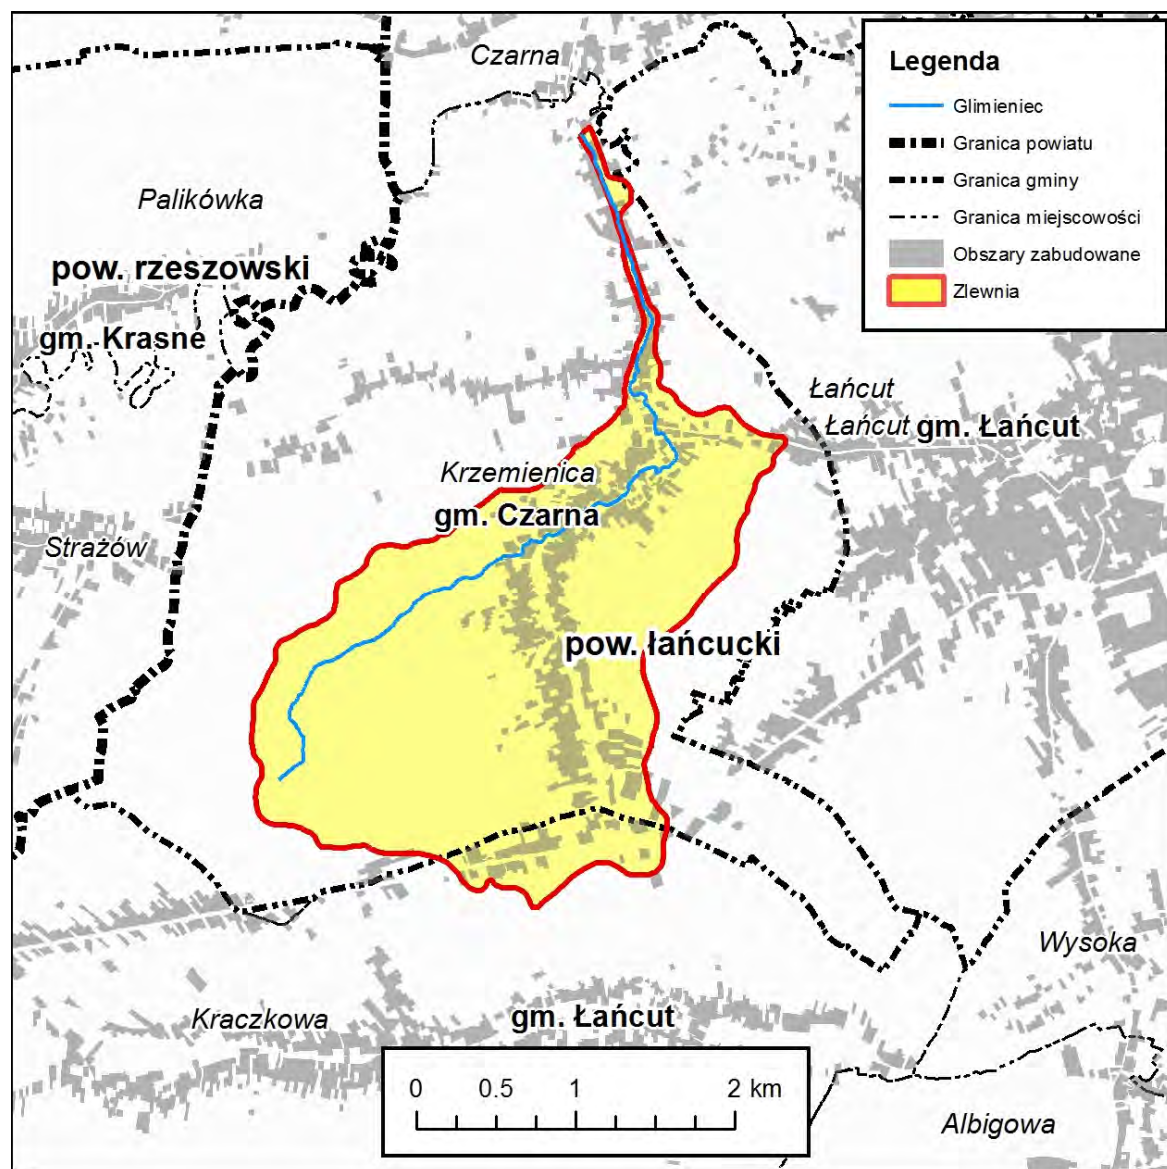 Czarna
Legenda
Glimieniec
Granica powiatu
Granica gminy
Granica miejscowości
Obszary zabudowane
Zlewnia
Palikówka
pow. rzeszowski
gm. Krasne
Łańcut
Łańcut gm. Łańcut
Krzemienica
gm. Czarna
Strażów
pow. łańcucki
Wysoka
Kraczkowa
gm. Łańcut
0 0.5 1 2 km
Albigowa